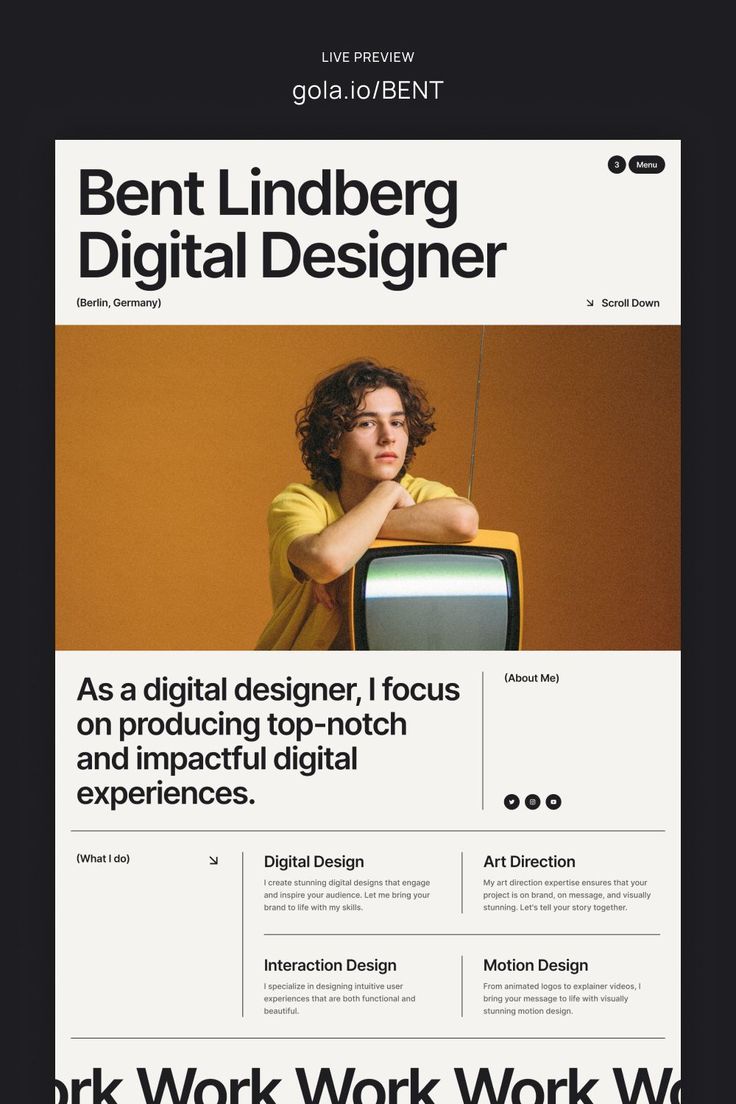 LIVE PREVIEW
gola.io/BENT
Bent Lindberg
Digital Designer
3 Menu
(Berlin, Germany)
Scroll Down
As a digital designer, I focus
on producing top-notch
and impactful digital
experiences.
(About Me)
(What I do)
Digital Design
I create stunning digital designs that engage
and inspire your audience. Let me bring your
brand to life with my skills.
Art Direction
My art direction expertise ensures that your
project is on brand, on message, and visually
stunning. Let's tell your story together.
Interaction Design
I specialize in designing intuitive user
experiences that are both functional and
beautiful.
Motion Design
From animated logos to explainer videos, I
bring your message to life with visually
stunning motion design.
ork Work Work Work Wo